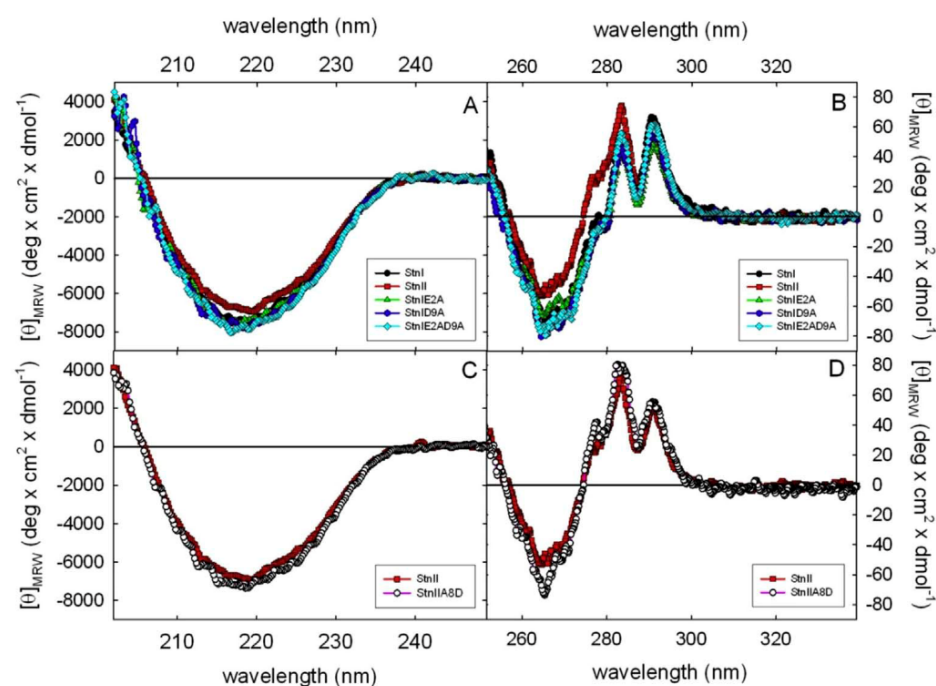 wavelength (nm) wavelength (nm)
210 220 230 240 260 280 300 320
4000
2000
0
-2000
-4000
-6000
-8000
[θ]MRW (deg x cm² x dmol⁻¹)
A
StnI
StnII
StnIE2A
StnID9A
StnIE2AD9A
B
StnI
StnII
StnIE2A
StnID9A
StnIE2AD9A
80
60
40
20
0
-20
-40
-60
-80
[θ]MRW (deg x cm² x dmol⁻¹)
4000
2000
0
-2000
-4000
-6000
-8000
[θ]MRW (deg x cm² x dmol⁻¹)
C
StnII
StnIIA8D
D
StnII
StnIIA8D
80
60
40
20
0
-20
-40
-60
-80
[θ]MRW (deg x cm² x dmol⁻¹)
210 220 230 240 260 280 300 320
wavelength (nm) wavelength (nm)